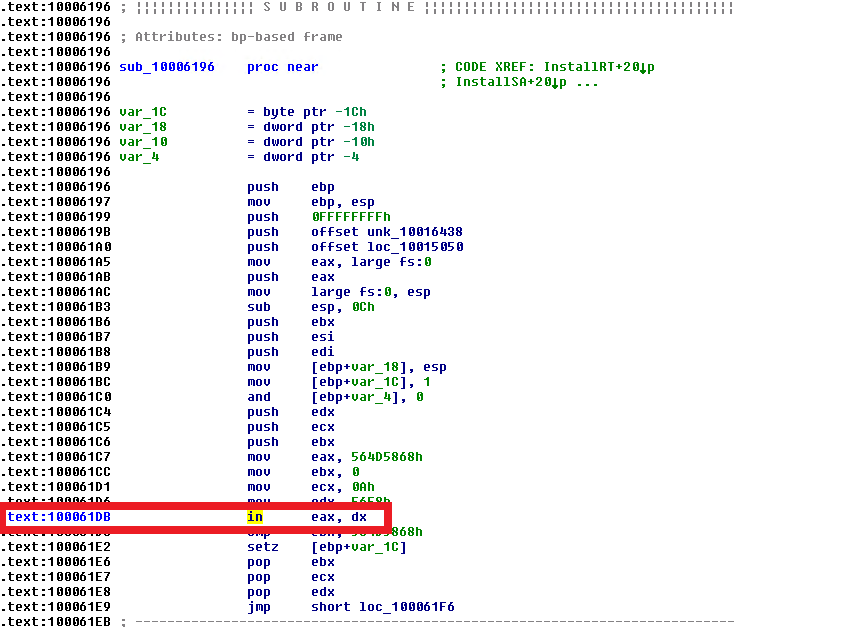 .text:10006196 ; ¦¦¦¦¦¦¦¦¦¦¦¦¦¦¦ S U B R O U T I N E ¦¦¦¦¦¦¦¦¦¦¦¦¦¦¦¦¦¦¦¦¦¦¦¦¦¦¦¦¦¦¦¦¦¦¦¦¦¦¦
.text:10006196
.text:10006196 ; Attributes: bp-based frame
.text:10006196
.text:10006196 sub_10006196 proc near ; CODE XREF: InstallRT+20↓p
.text:10006196 ; InstallSA+20↓p ...
.text:10006196
.text:10006196 var_1C = byte ptr -1Ch
.text:10006196 var_18 = dword ptr -18h
.text:10006196 var_10 = dword ptr -10h
.text:10006196 var_4 = dword ptr -4
.text:10006196
.text:10006196 push ebp
.text:10006197 mov ebp, esp
.text:10006199 push 0FFFFFFFFh
.text:1000619B push offset unk_10016438
.text:100061A0 push offset loc_10015050
.text:100061A5 mov eax, large fs:0
.text:100061AB push eax
.text:100061AC mov large fs:0, esp
.text:100061B3 sub esp, 0Ch
.text:100061B6 push ebx
.text:100061B7 push esi
.text:100061B8 push edi
.text:100061B9 mov [ebp+var_18], esp
.text:100061BC mov [ebp+var_1C], 1
.text:100061C0 and [ebp+var_4], 0
.text:100061C4 push edx
.text:100061C5 push ecx
.text:100061C6 push ebx
.text:100061C7 mov eax, 564D5868h
.text:100061CC mov ebx, 0
.text:100061D1 mov ecx, 0Ah
.text:100061D6 mov edx,
text:100061DB in eax, dx
ebx, 564D5868h
.text:100061E2 setz [ebp+var_1C]
.text:100061E6 pop ebx
.text:100061E7 pop ecx
.text:100061E8 pop edx
.text:100061E9 jmp short loc_100061F6
.text:100061EB ; ---------------------------------------------------------------------------